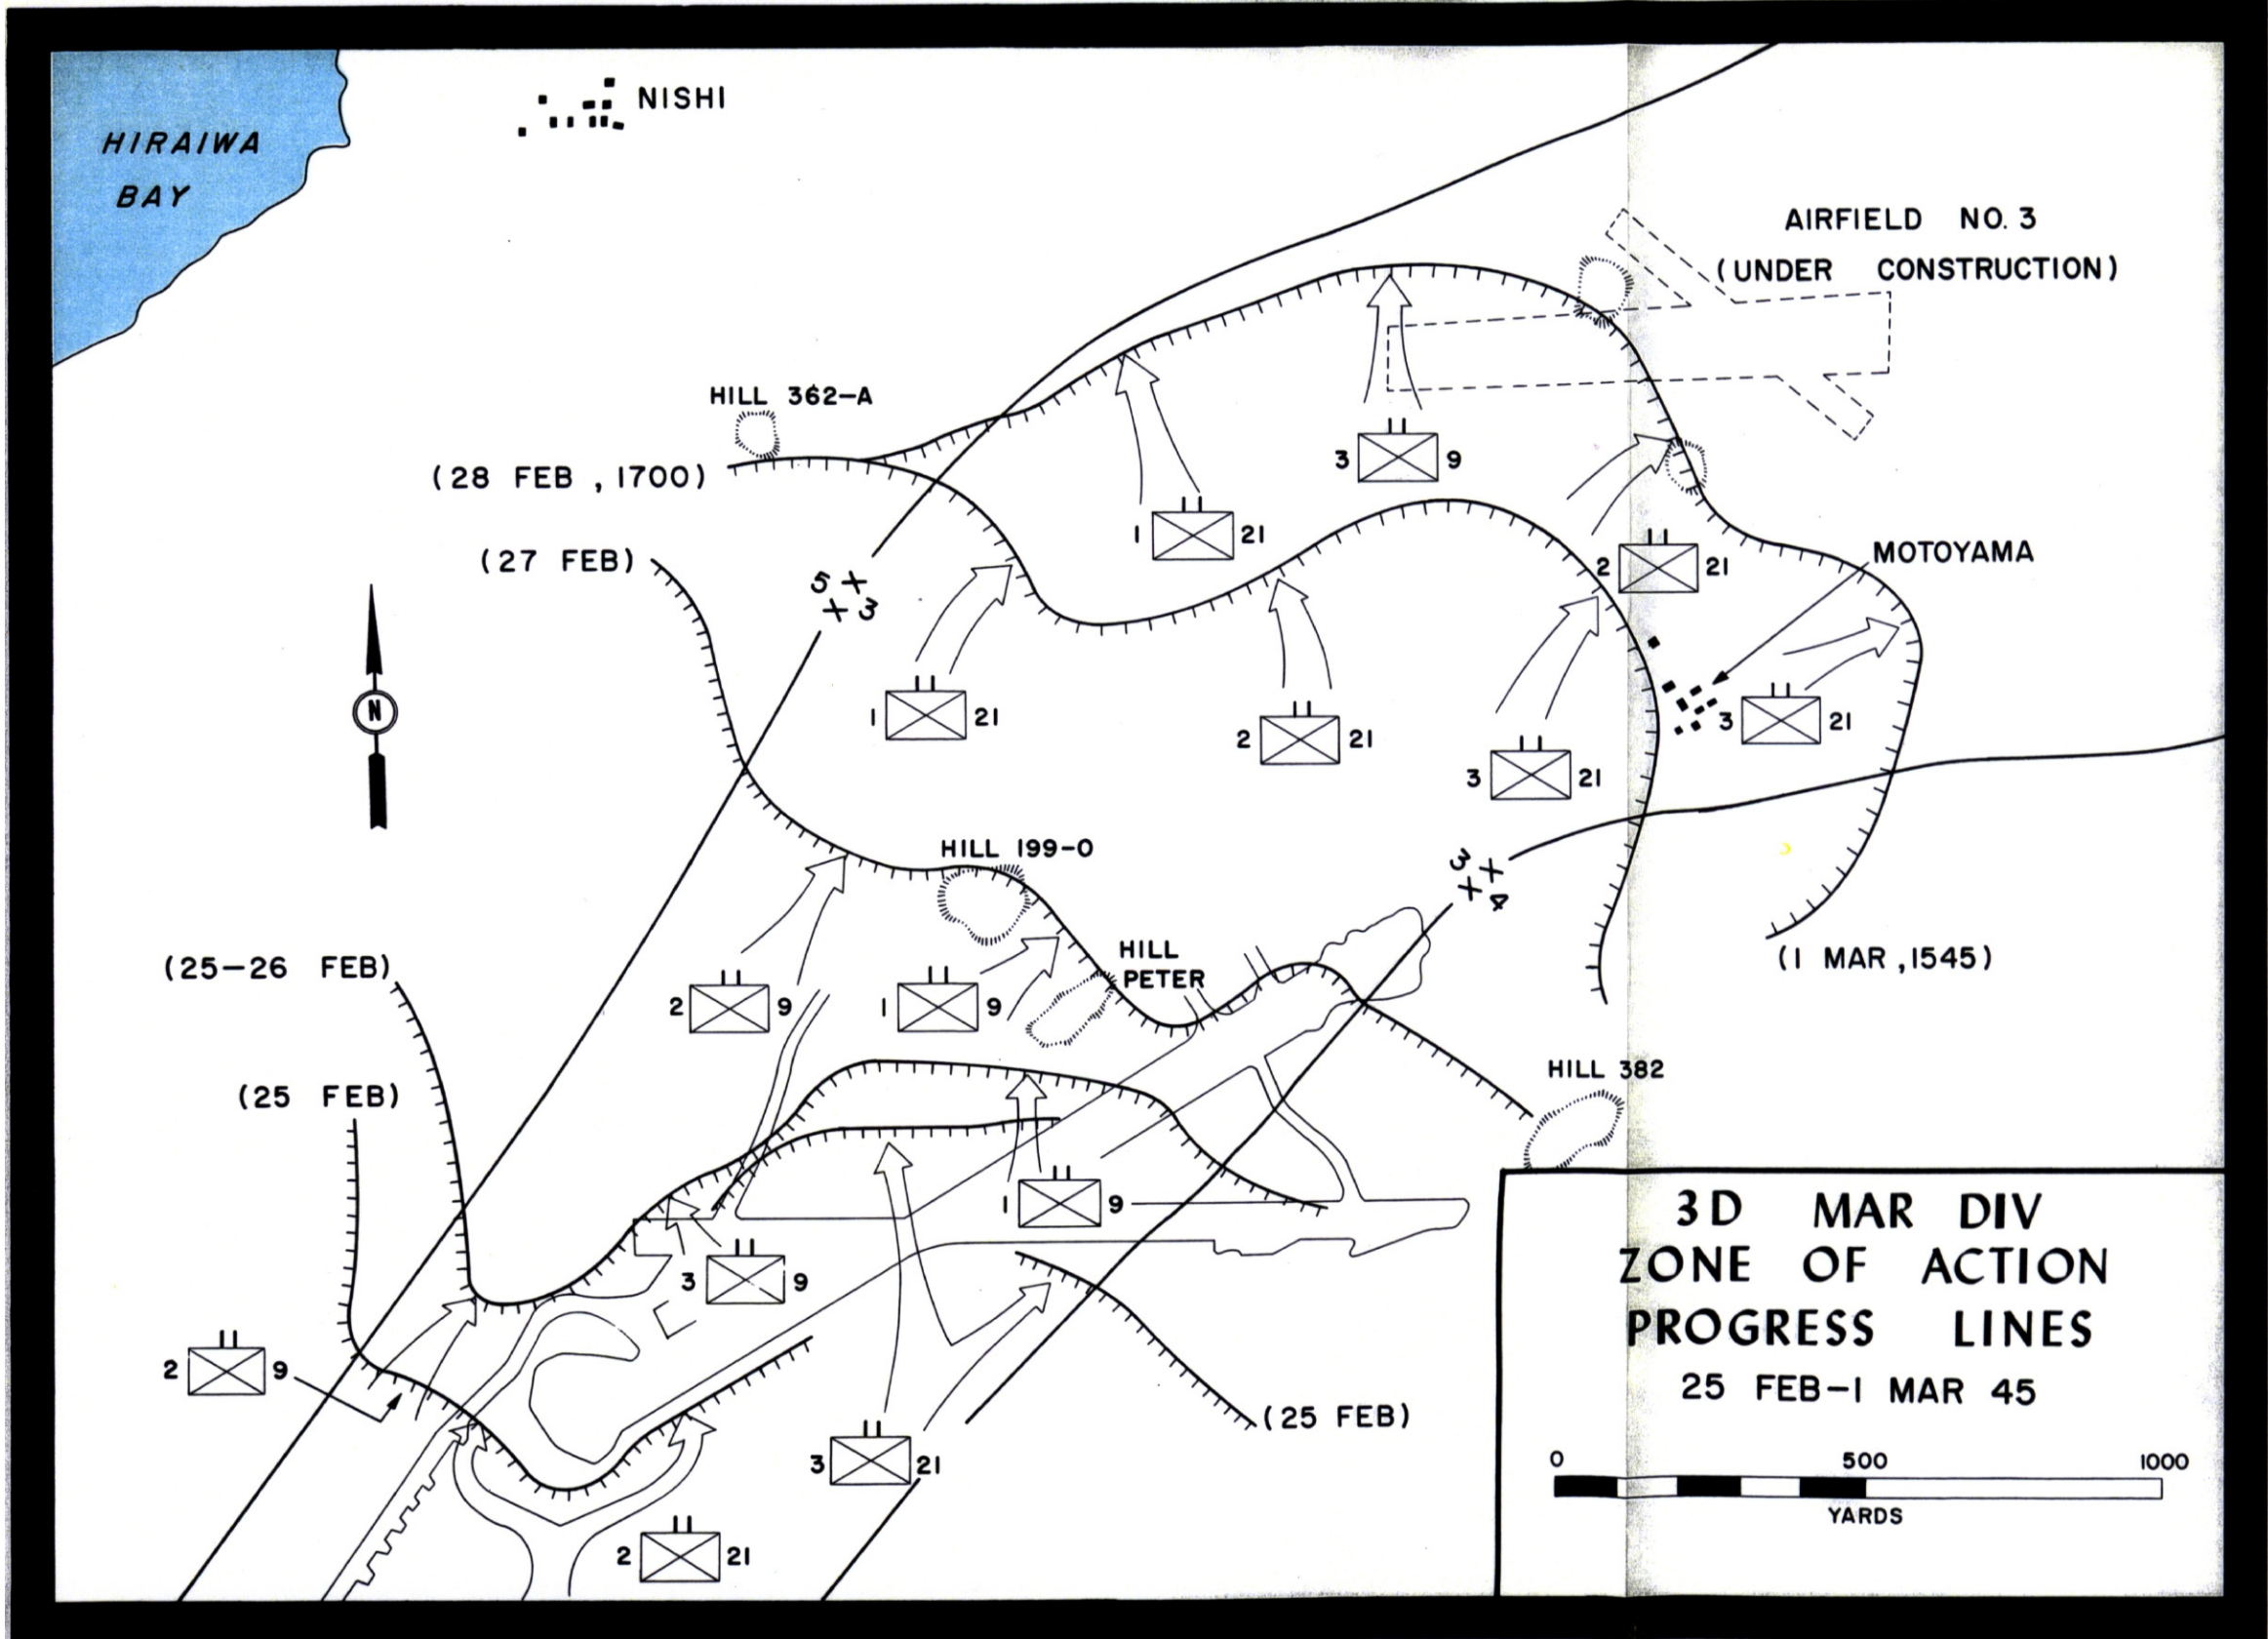 HIRAIWA
BAY
NISHI
AIRFIELD NO. 3
(UNDER CONSTRUCTION)
HILL 362-A
(28 FEB , 1700)
3 9
1 21
(27 FEB)
5 X
X 3
2 21
MOTOYAMA
N
1 21
2 21
3 21
3 21
HILL 199-O
3 X
X 4
(25-26 FEB)
HILL
PETER
(1 MAR ,1545)
2 9
1 9
(25 FEB)
HILL 382
1 9
3 9
2 9
(25 FEB)
3 21
2 21
3D MAR DIV
ZONE OF ACTION
PROGRESS LINES
25 FEB-1 MAR 45
0 500 1000
YARDS